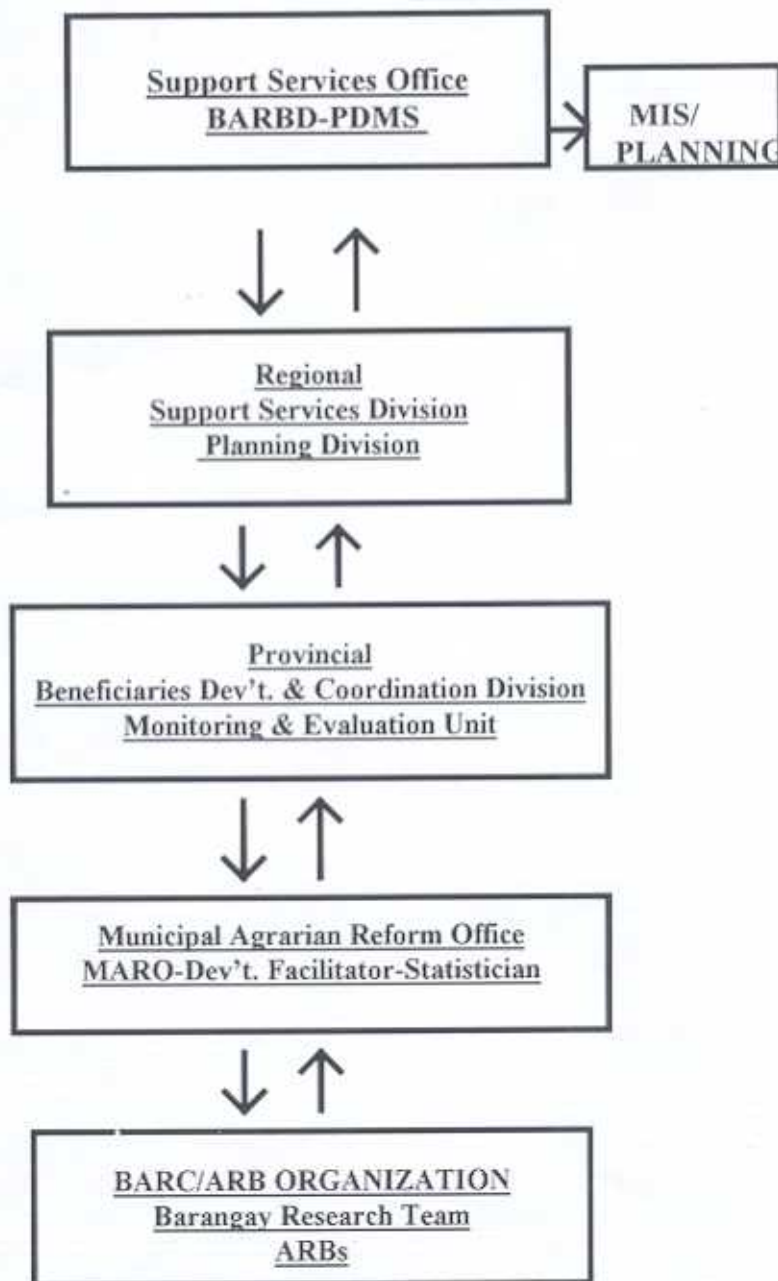 Support Services Office
BARBD-PDMS
MIS/
PLANNING
Regional
Support Services Division
Planning Division
Provincial
Beneficiaries Dev't. & Coordination Division
Monitoring & Evaluation Unit
Municipal Agrarian Reform Office
MARO-Dev't. Facilitator-Statistician
BARC/ARB ORGANIZATION
Barangay Research Team
ARBs